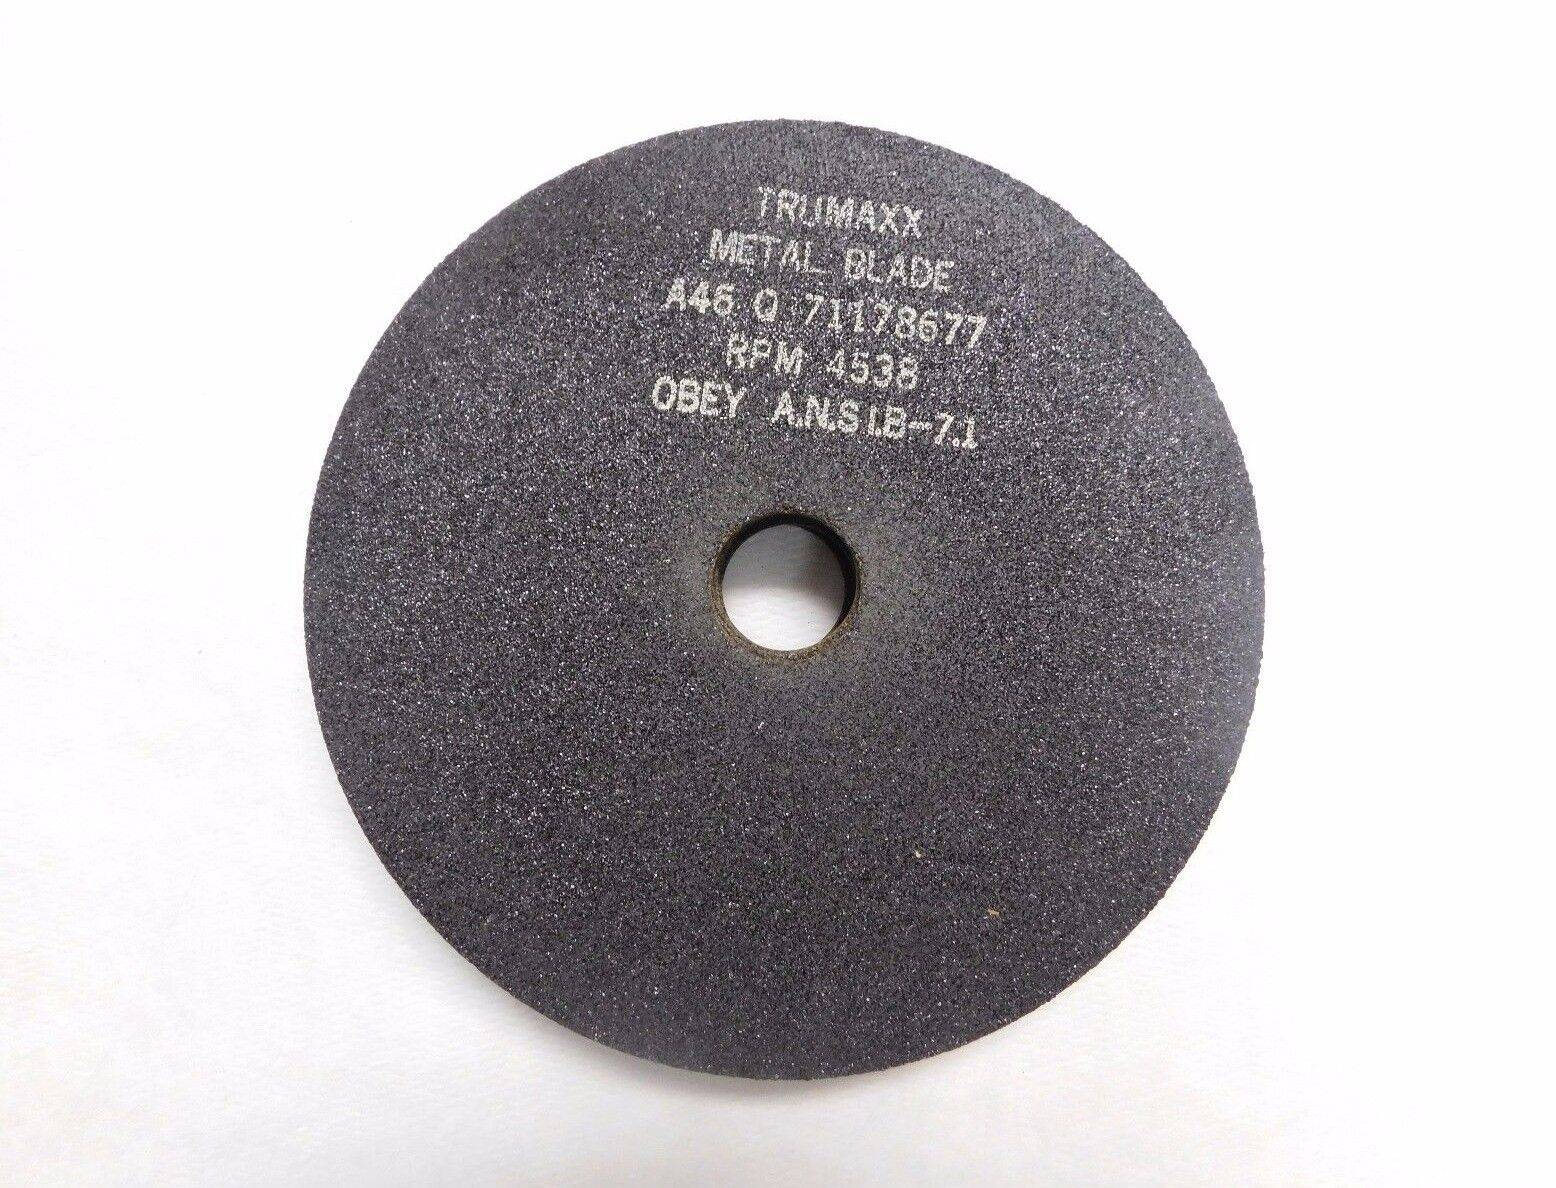 TRUMAXX
METAL BLADE
A46 Q 71178677
RPM 4538
OBEY A.N.S.I.B-7.1